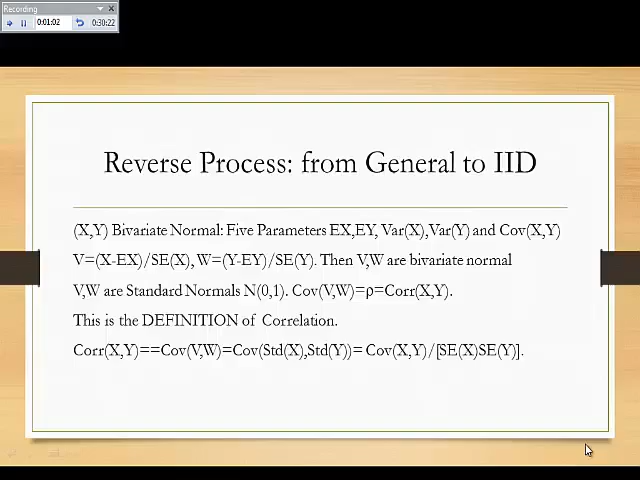 Recording
0:01:02
0:30:22
Reverse Process: from General to IID
(X,Y) Bivariate Normal: Five Parameters EX,EY, Var(X),Var(Y) and Cov(X,Y)
V=(X-EX)/SE(X), W=(Y-EY)/SE(Y). Then V,W are bivariate normal
V,W are Standard Normals N(0,1). Cov(V,W)=ρ=Corr(X,Y).
This is the DEFINITION of Correlation.
Corr(X,Y)==Cov(V,W)=Cov(Std(X),Std(Y))= Cov(X,Y)/[SE(X)SE(Y)].